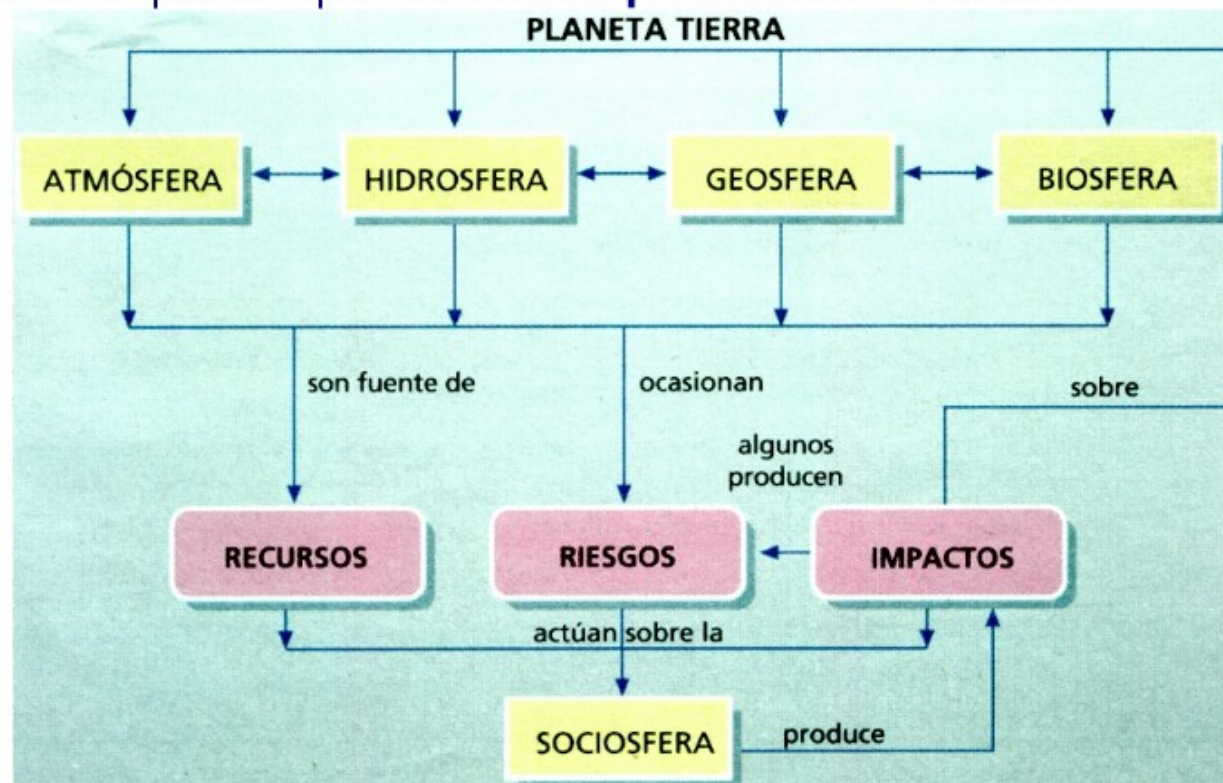 PLANETA TIERRA
ATMÓSFERA
HIDROSFERA
GEOSFERA
BIOSFERA
son fuente de
ocasionan
sobre
algunos
producen
RECURSOS
RIESGOS
IMPACTOS
actúan sobre la
SOCIOSFERA
produce